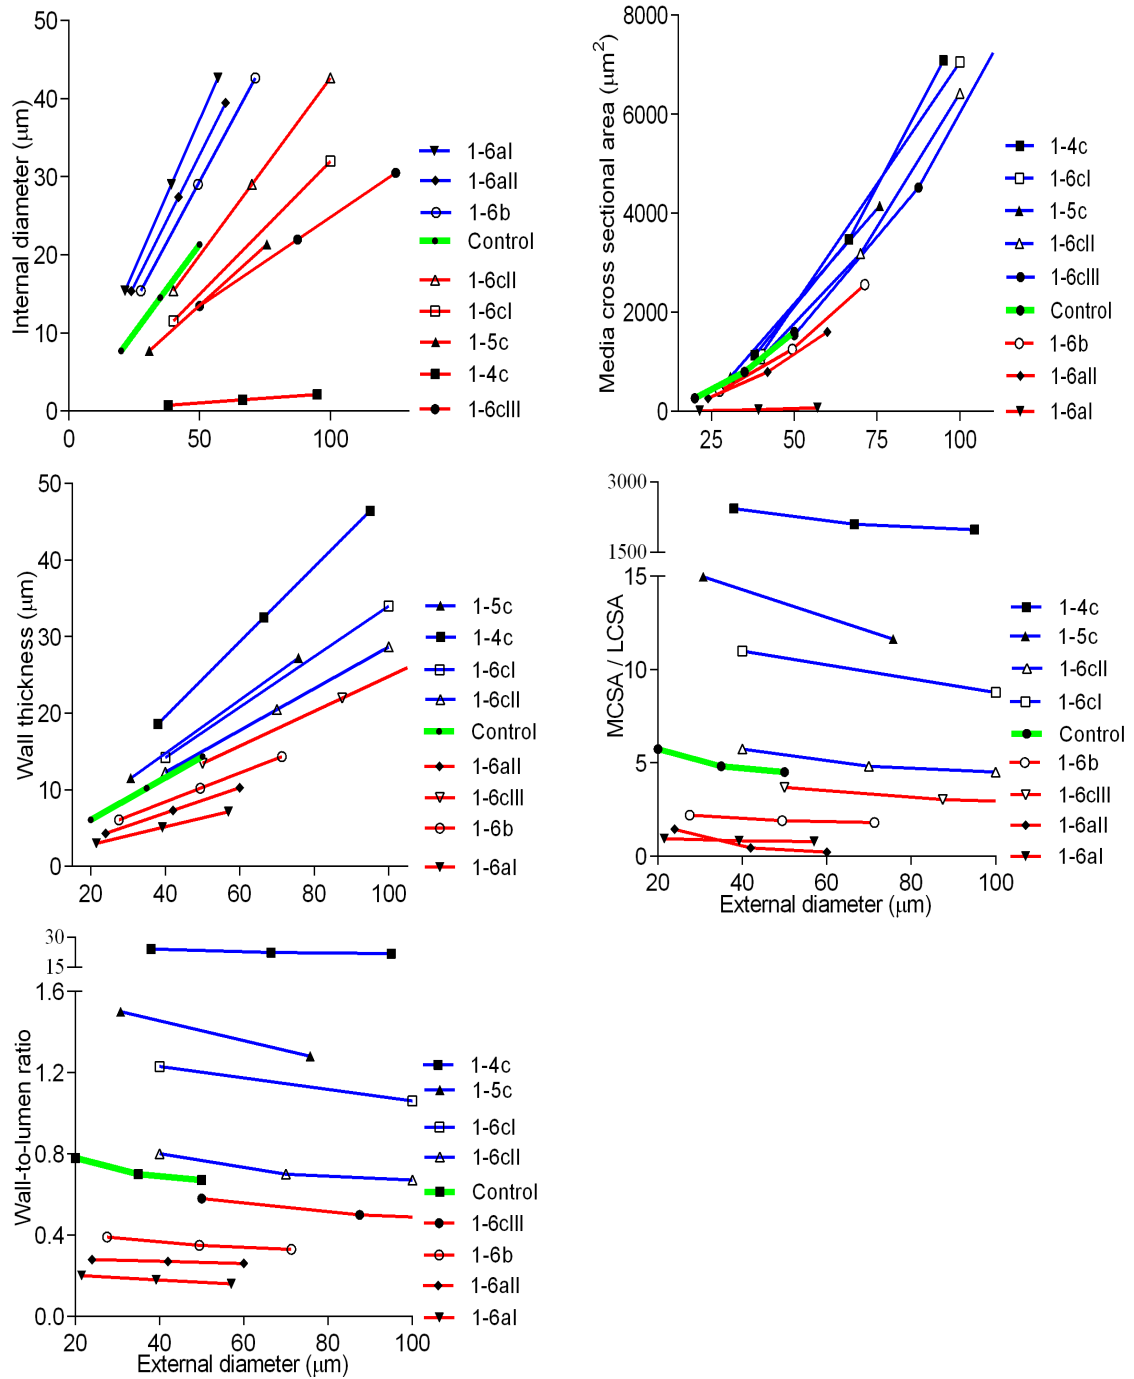 Internal diameter (μm)
50
40
30
20
10
0
0
50
100
1-6aI
1-6aII
1-6b
Control
1-6cII
1-6cI
1-5c
1-4c
1-6cIII
Media cross sectional area (μm²)
8000
6000
4000
2000
0
25
50
75
100
1-4c
1-6cI
1-5c
1-6cII
1-6cIII
Control
1-6b
1-6aII
1-6aI
Wall thickness (μm)
50
40
30
20
10
0
20
40
60
80
100
1-5c
1-4c
1-6cI
1-6cII
Control
1-6aII
1-6cIII
1-6b
1-6aI
MCSA / LCSA
3000
1500
15
10
5
0
20
40
60
80
100
External diameter (μm)
1-4c
1-5c
1-6cII
1-6cI
Control
1-6b
1-6cIII
1-6aII
1-6aI
Wall-to-lumen ratio
30
15
1.6
1.2
0.8
0.4
0.0
20
40
60
80
100
External diameter (μm)
1-4c
1-5c
1-6cI
1-6cII
Control
1-6cIII
1-6b
1-6aII
1-6aI